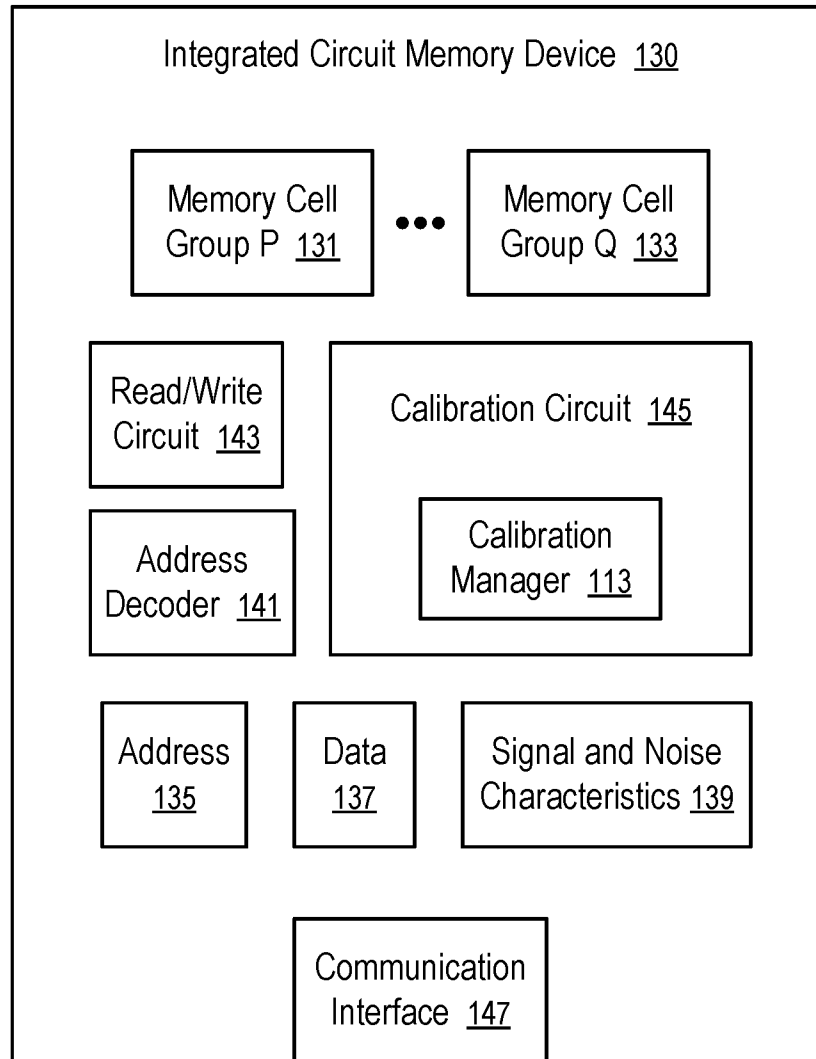 Integrated Circuit Memory Device 130
Memory Cell
Group P 131
•••
Memory Cell
Group Q 133
Read/Write
Circuit 143
Calibration Circuit 145
Calibration
Manager 113
Address
Decoder 141
Address
135
Data
137
Signal and Noise
Characteristics 139
Communication
Interface 147